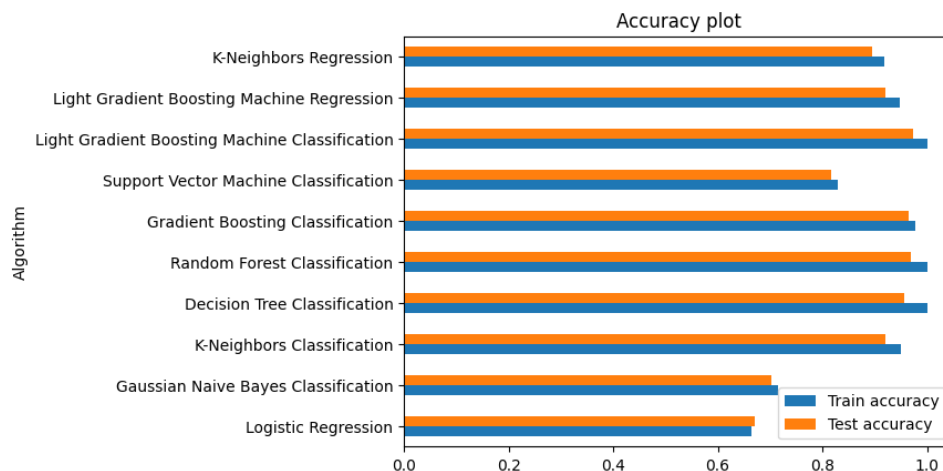 Accuracy plot
K-Neighbors Regression
Light Gradient Boosting Machine Regression
Light Gradient Boosting Machine Classification
Support Vector Machine Classification
Gradient Boosting Classification
Random Forest Classification
Decision Tree Classification
K-Neighbors Classification
Gaussian Naive Bayes Classification
Logistic Regression
Algorithm
Train accuracy
Test accuracy
0.0 0.2 0.4 0.6 0.8 1.0